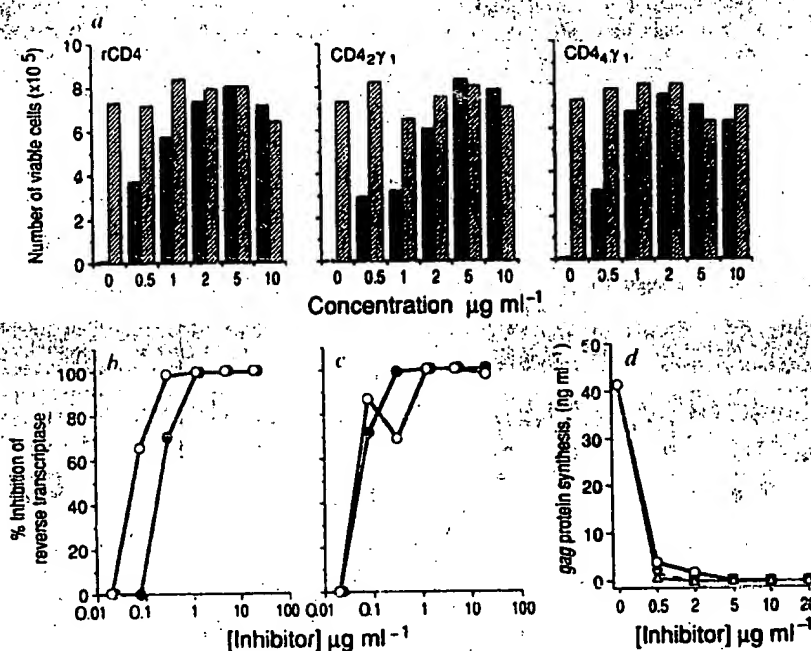 a
rCD4
CD4₂γ₁
CD4₄γ₁
Number of viable cells (x10⁵)
10
8
6
4
2
0
0 0.5 1 2 5 10
0 0.5 1 2 5 10
0 0.5 1 2 5 10
Concentration μg ml⁻¹
b
c
d
% Inhibition of
reverse transcriptase
100
80
60
40
20
0
0.01 0.1 1 10 100
0.01 0.1 1 10 100
[Inhibitor] μg ml⁻¹
gag protein synthesis, (ng ml⁻¹)
50
40
30
20
10
0
0 0.5 2 5 10
[Inhibitor] μg ml⁻¹